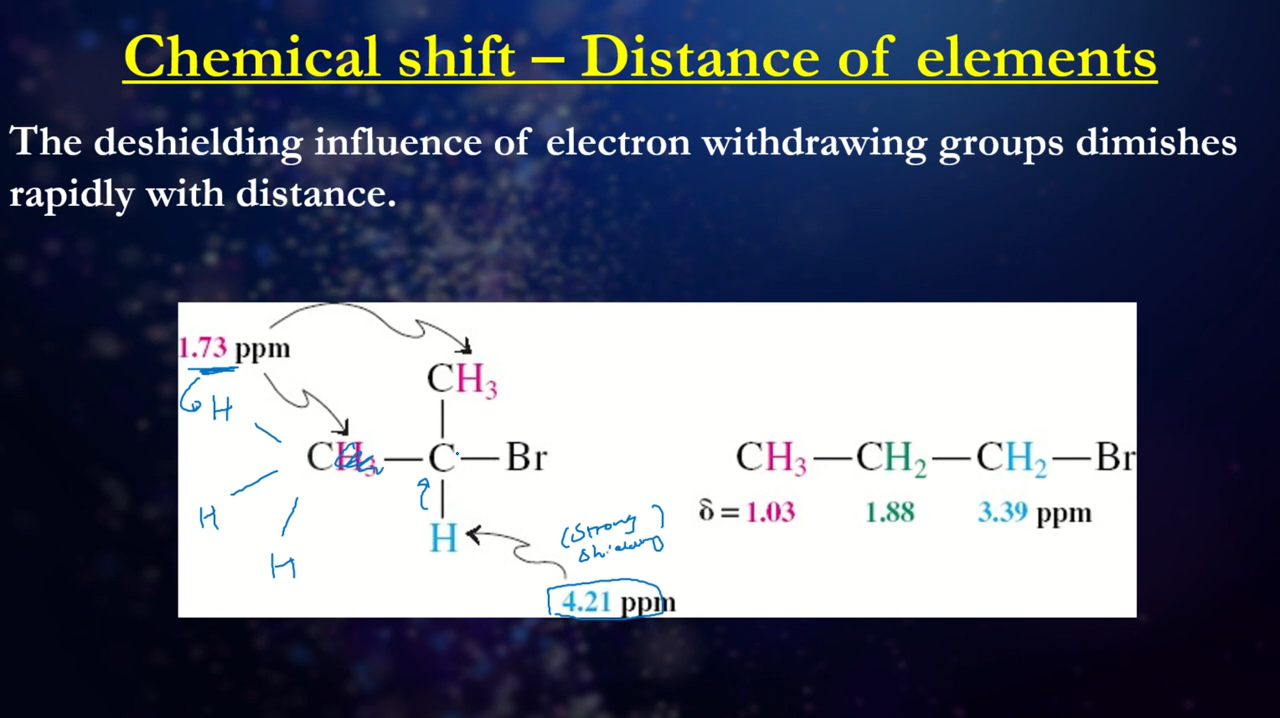 Chemical shift – Distance of elements
The deshielding influence of electron withdrawing groups dimishes
rapidly with distance.
1.73 ppm
6H
CH₃
CH₃—C—Br
H
H
H
H
(Strong
Shielding)
4.21 ppm
CH₃—CH₂—CH₂—Br
δ = 1.03 1.88 3.39 ppm